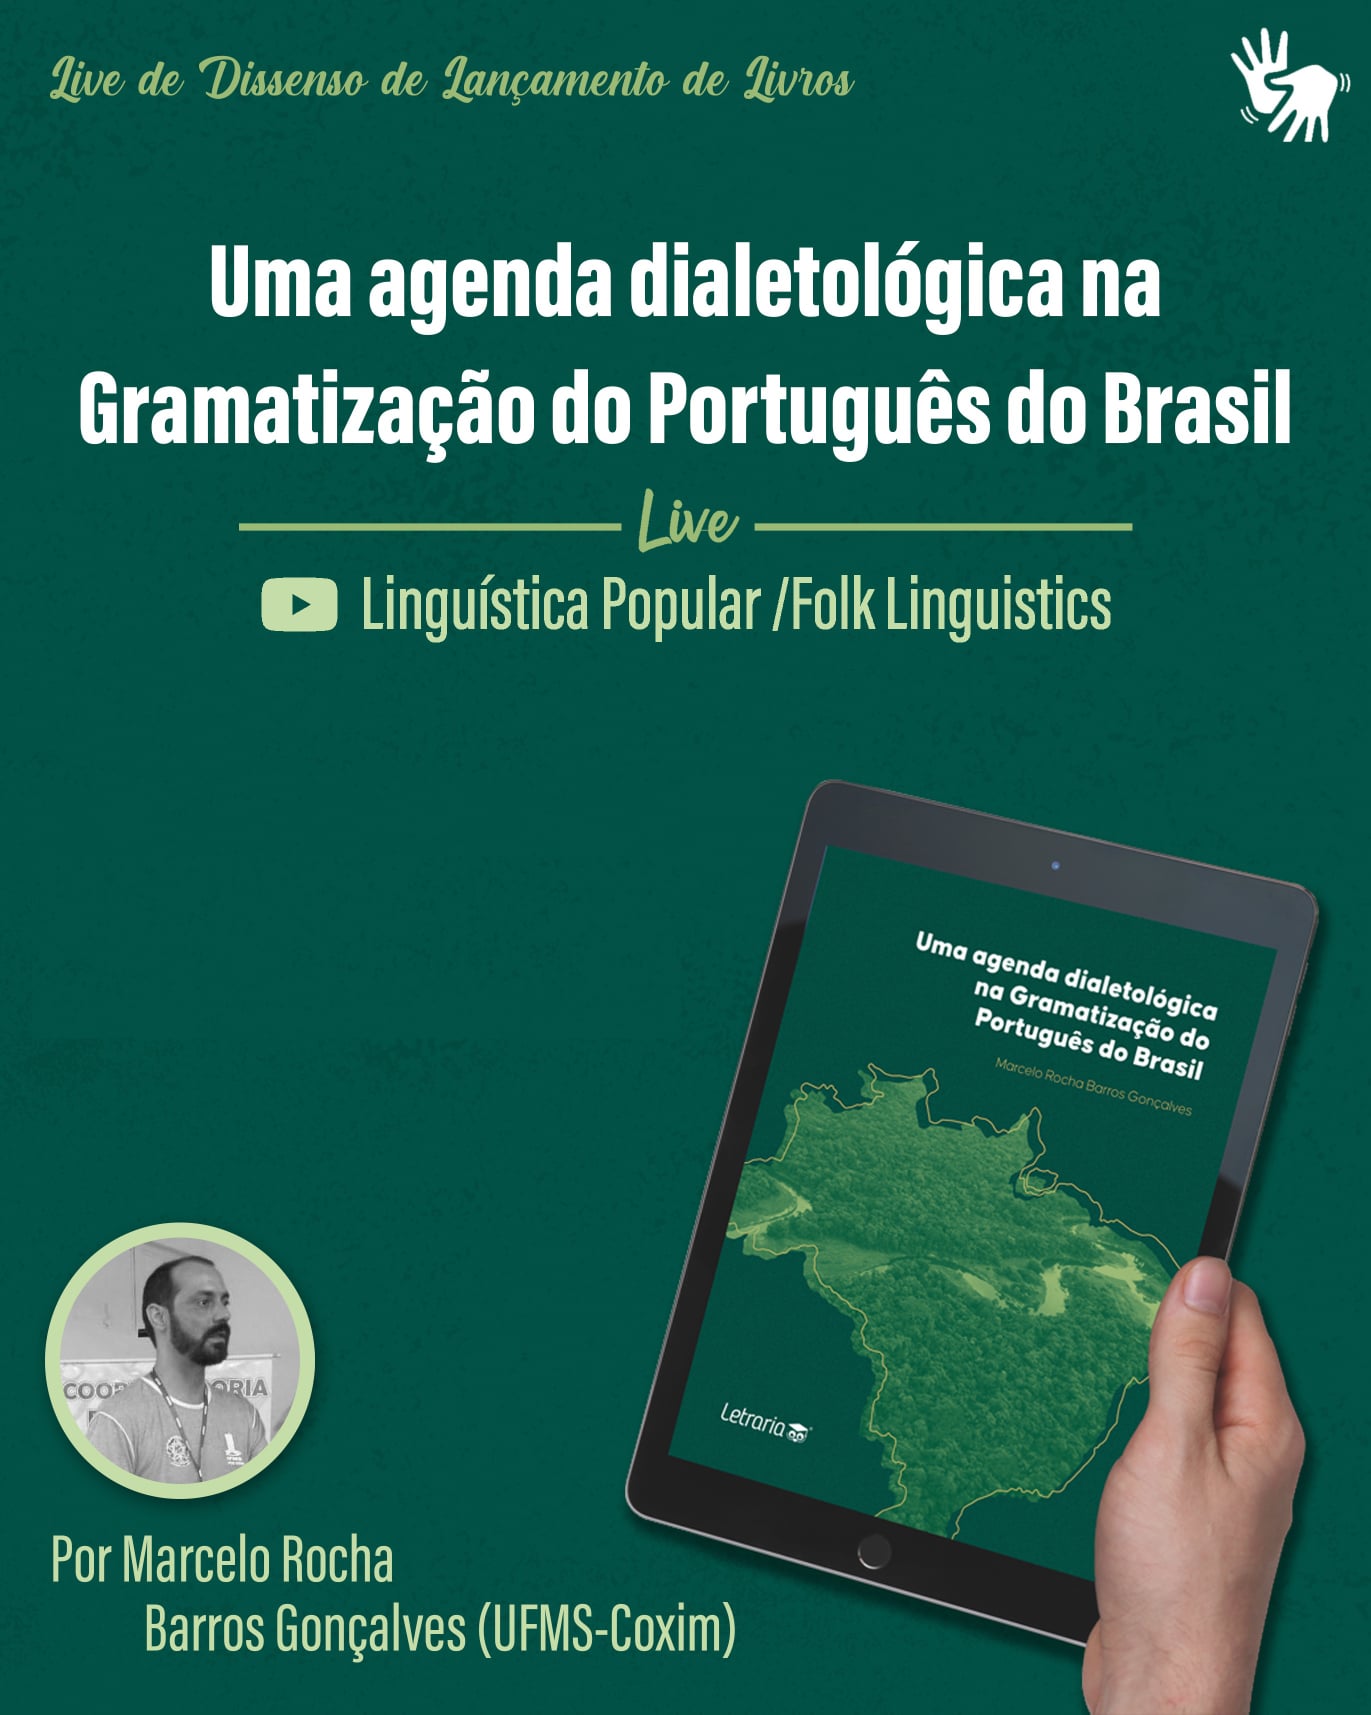 Live de Dissenso de Lançamento de Livros
Uma agenda dialetológica na
Gramatização do Português do Brasil
Live
Linguística Popular /Folk Linguistics
Uma agenda dialetológica
na Gramatização do
Português do Brasil
Marcelo Rocha Barros Gonçalves
Letraria
Por Marcelo Rocha
Barros Gonçalves (UFMS-Coxim)